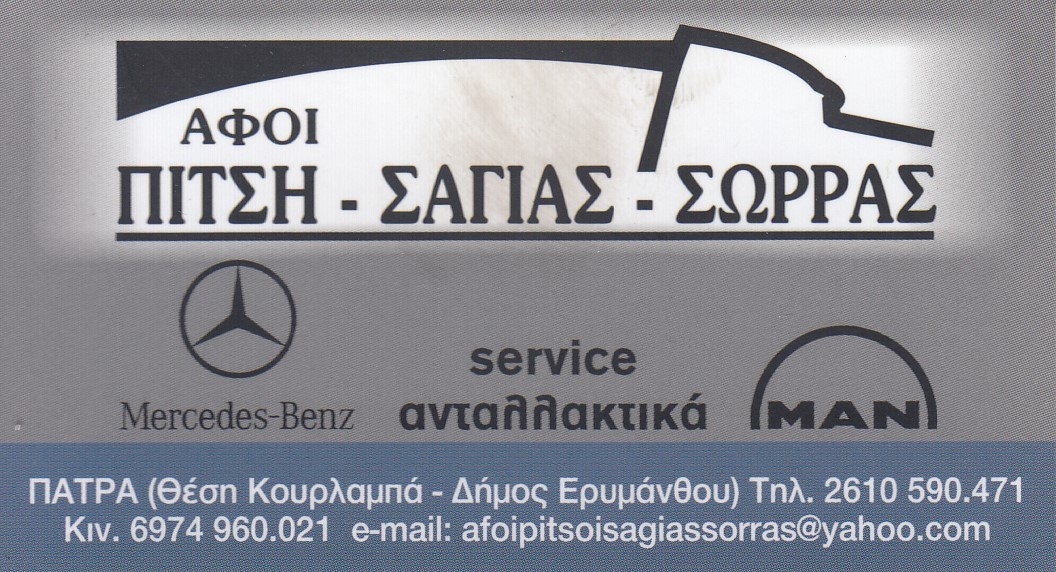 ΑΦΟΙ
ΠΙΤΣΗ - ΣΑΓΙΑΣ - ΣΩΡΡΑΣ
Mercedes-Benz
service
ανταλλακτικά
MAN
ΠΑΤΡΑ (Θέση Κουρλαμπά - Δήμος Ερυμάνθου) Τηλ. 2610 590.471
Κιν. 6974 960.021 e-mail: afoipitsoisagiassorras@yahoo.com